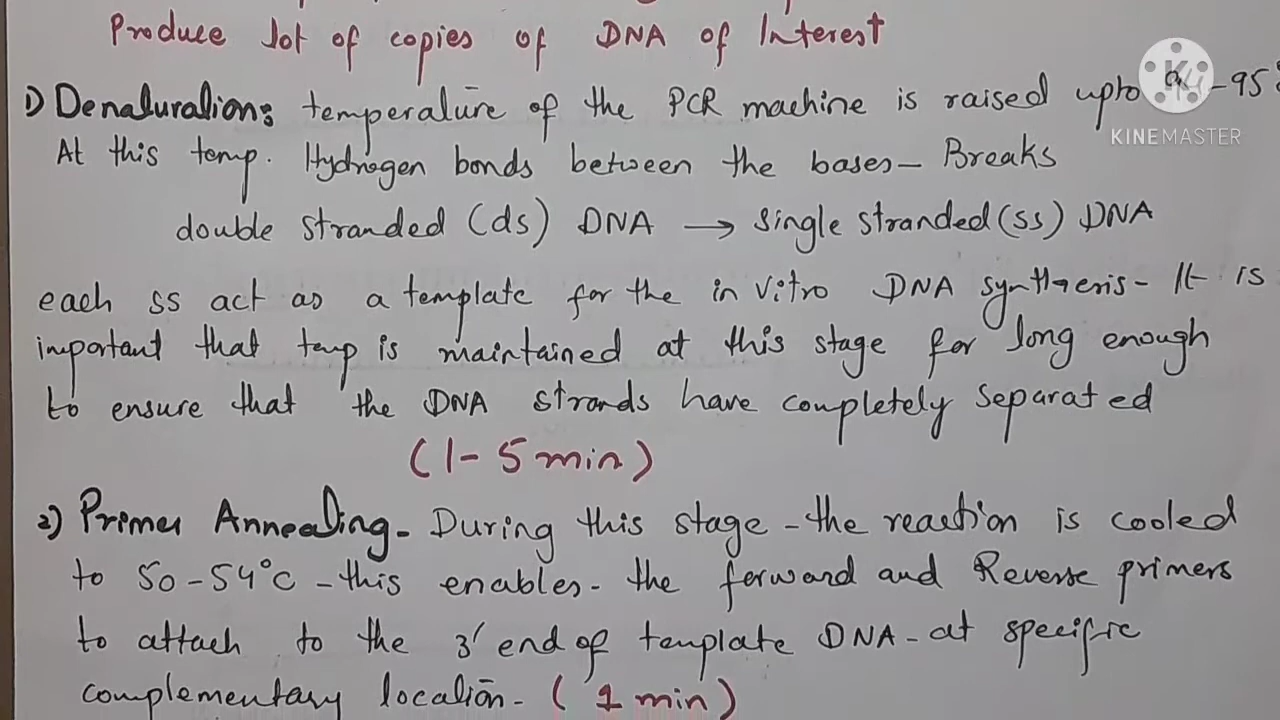 Produce lot of copies of DNA of Interest
1) Denaturation: temperature of the PCR machine is raised upto 94-95°
KINEMASTER
At this temp. Hydrogen bonds between the bases - Breaks
double stranded (ds) DNA → Single stranded (ss) DNA
each ss act as a template for the in vitro DNA synthesis - It is
important that temp is maintained at this stage for long enough
to ensure that the DNA strands have completely separated
(1-5 min)
2) Primer Annealing - During this stage - the reaction is cooled
to 50-54°C - this enables - the forward and Reverse primers
to attach to the 3' end of template DNA - at specific
complementary location - (1 min)